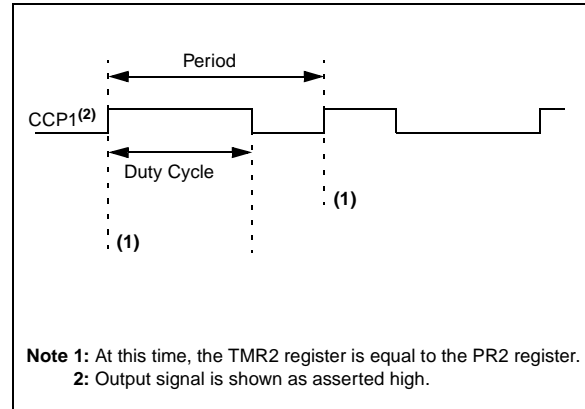 Period
CCP1(2)
Duty Cycle
(1)
(1)
Note 1: At this time, the TMR2 register is equal to the PR2 register.
2: Output signal is shown as asserted high.